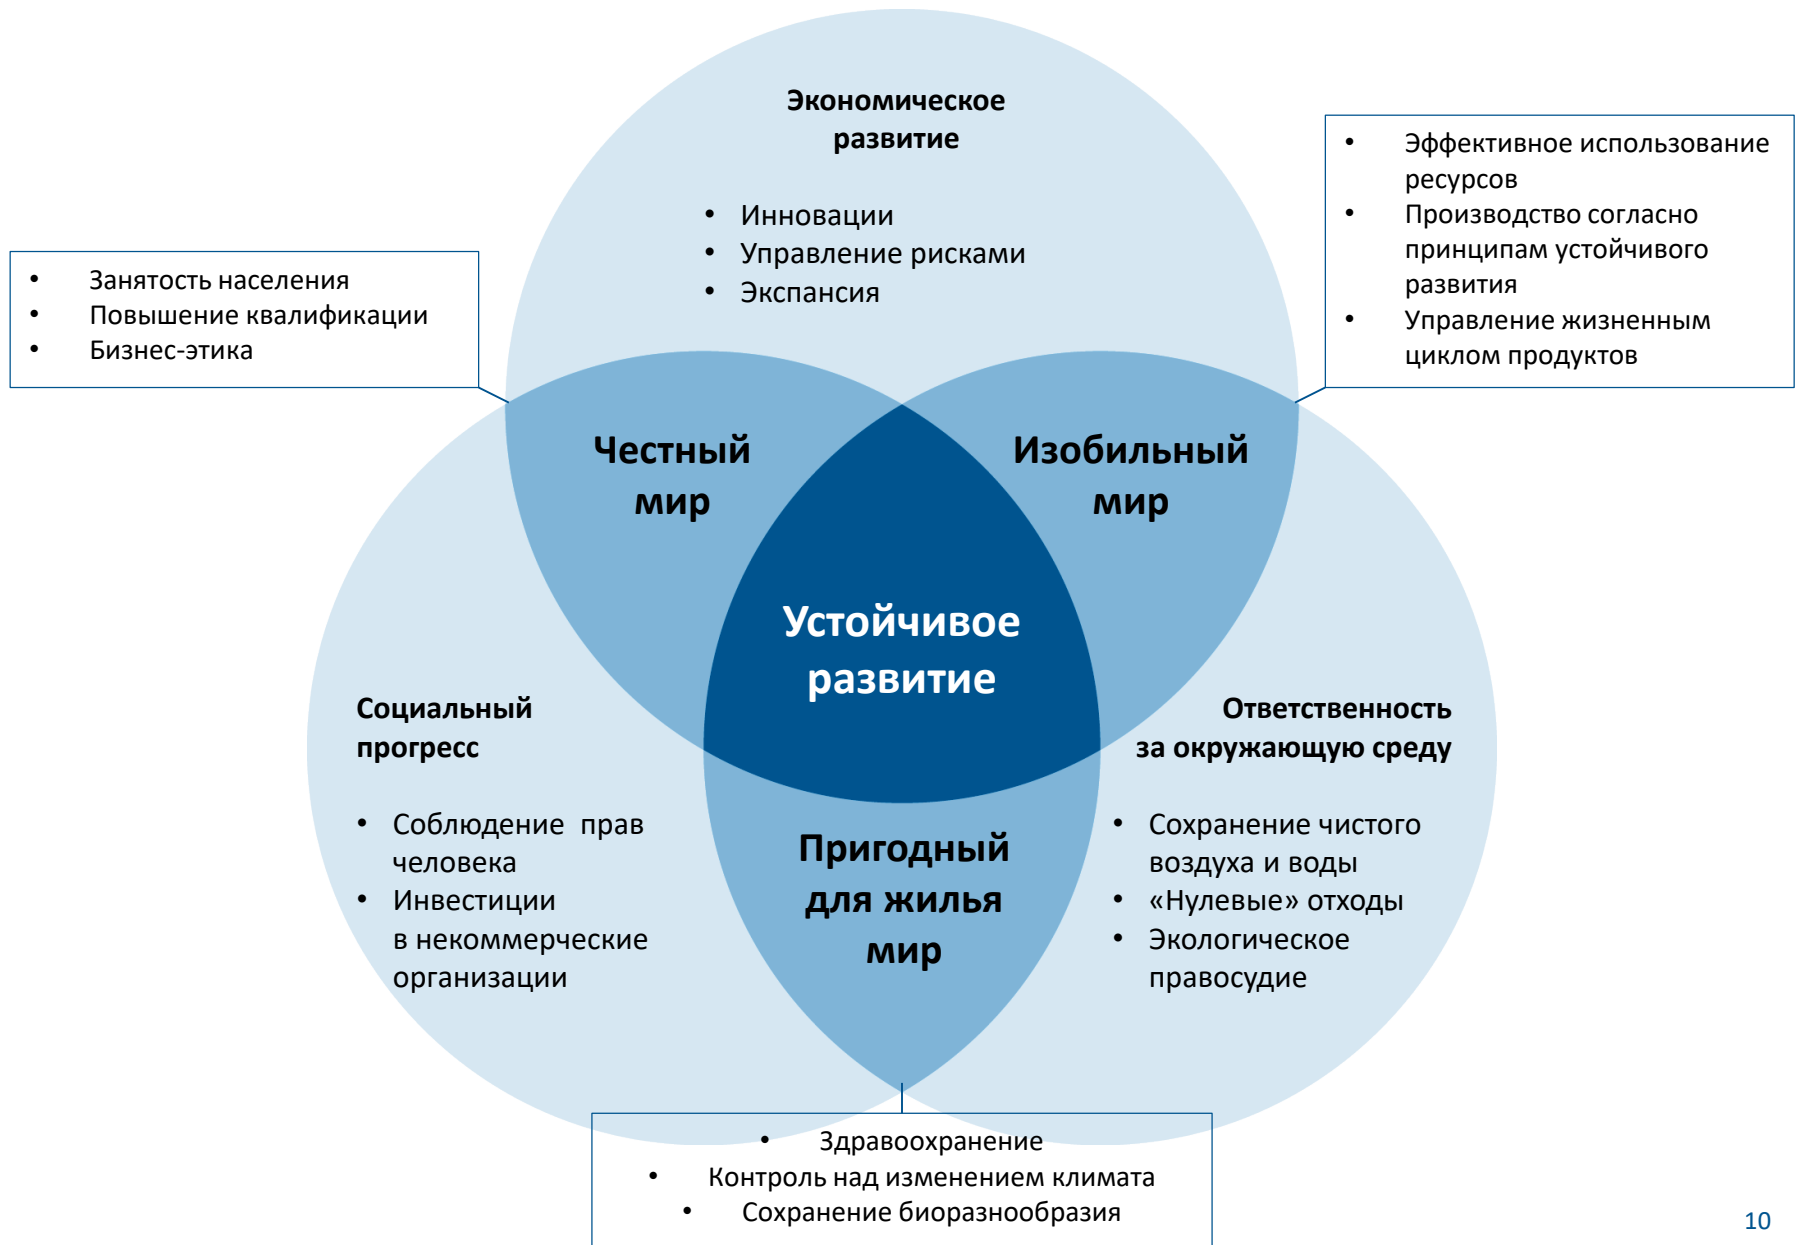 Экономическое
развитие
• Инновации
• Управление рисками
• Экспансия
• Занятость населения
• Повышение квалификации
• Бизнес-этика
• Эффективное использование
ресурсов
• Производство согласно
принципам устойчивого
развития
• Управление жизненным
циклом продуктов
Честный
мир
Изобильный
мир
Устойчивое
развитие
Социальный
прогресс
• Соблюдение прав
человека
• Инвестиции
в некоммерческие
организации
Пригодный
для жилья
мир
Ответственность
за окружающую среду
• Сохранение чистого
воздуха и воды
• «Нулевые» отходы
• Экологическое
правосудие
• Здравоохранение
• Контроль над изменением климата
• Сохранение биоразнообразия
10